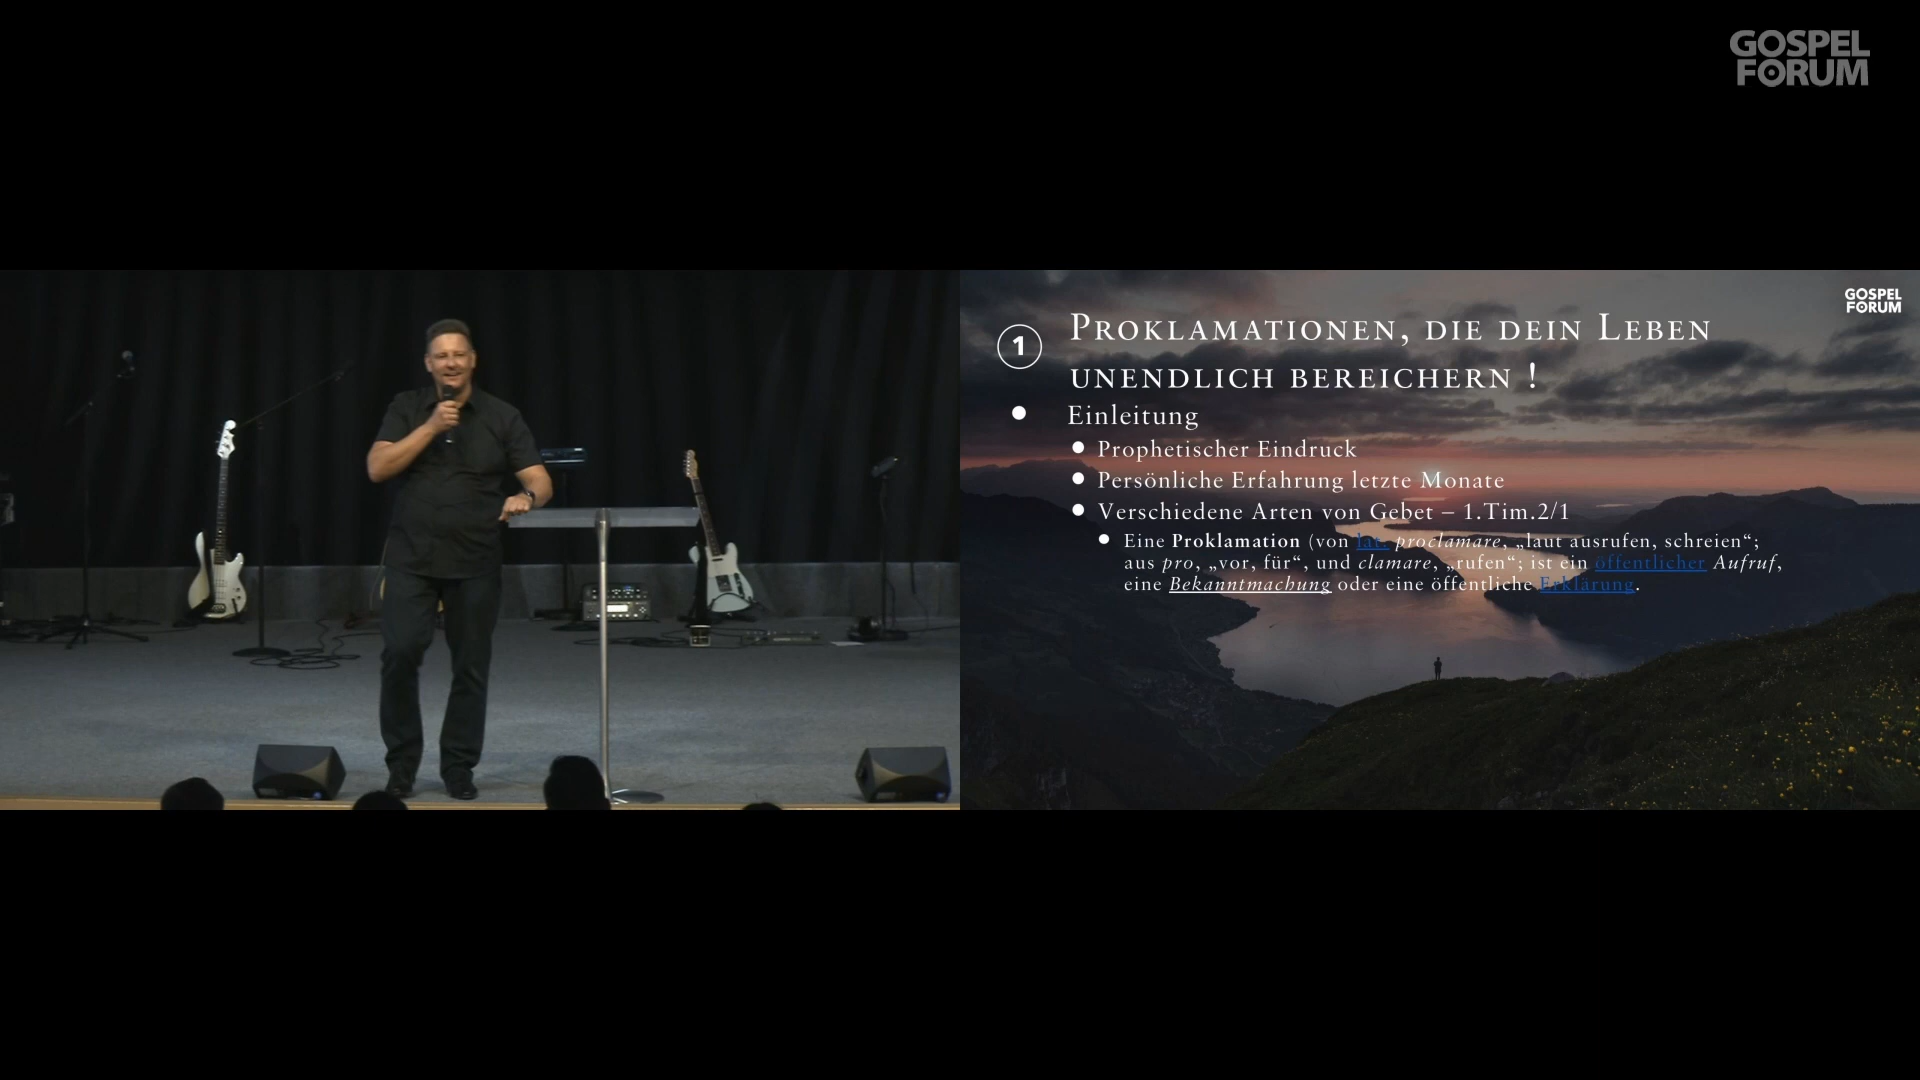 GOSPEL
FORUM
GOSPEL
FORUM
1
Proklamationen, die dein Leben
unendlich bereichern !
Einleitung
Prophetischer Eindruck
Persönliche Erfahrung letzte Monate
Verschiedene Arten von Gebet – 1.Tim.2/1
Eine Proklamation (von lat. proclamare, „laut ausrufen, schreien“;
aus pro, „vor, für“, und clamare, „rufen“; ist ein öffentlicher Aufruf,
eine Bekanntmachung oder eine öffentliche Erklärung.